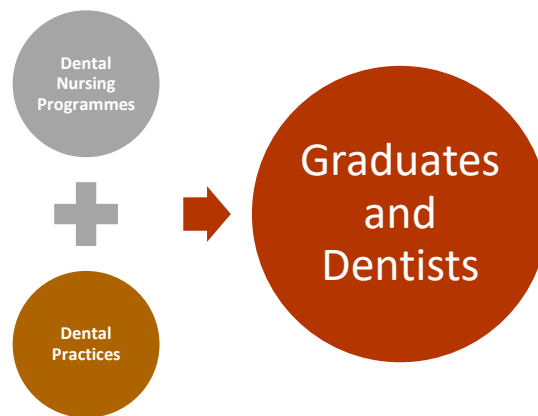 Dental
Nursing
Programmes
Dental
Practices
Graduates
and
Dentists